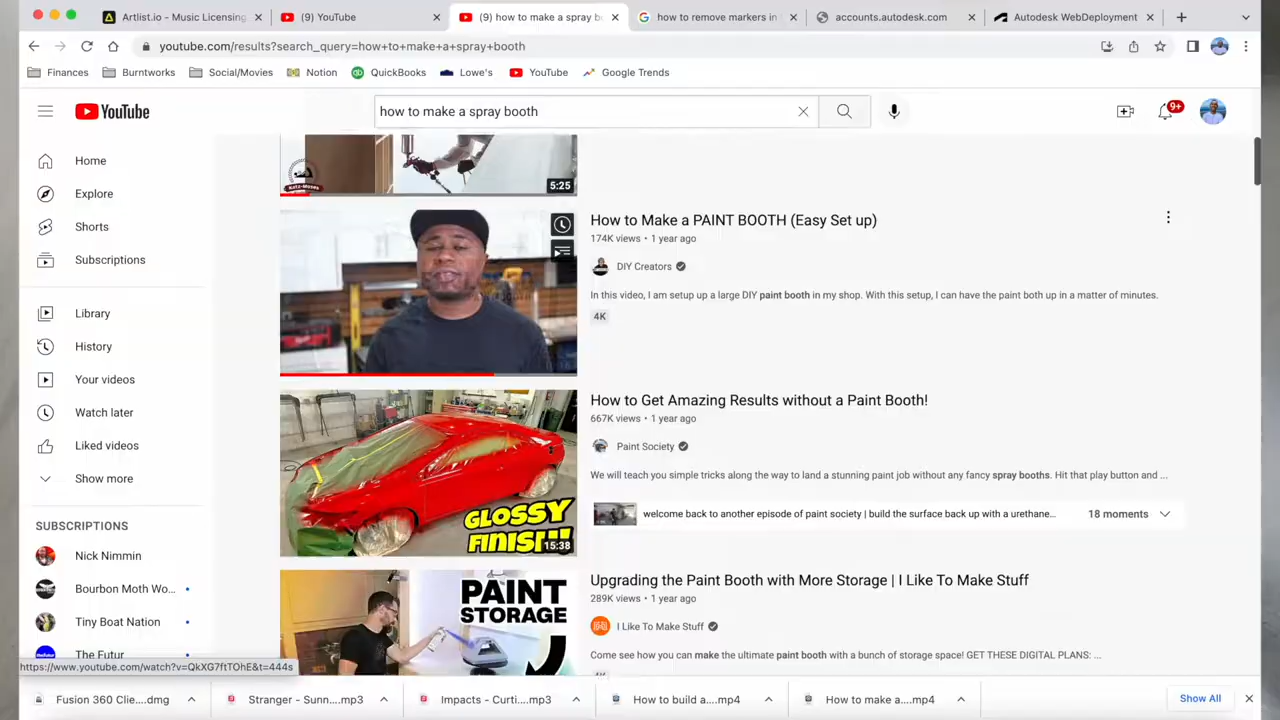 Artlist.io - Music Licensing
(9) YouTube
(9) how to make a spray b
how to remove markers in
accounts.autodesk.com
Autodesk WebDeployment
youtube.com/results?search_query=how+to+make+a+spray+booth
Finances
Burntworks
Social/Movies
Notion
QuickBooks
Lowe's
YouTube
Google Trends
YouTube
how to make a spray booth
9+
Home
Explore
Shorts
Subscriptions
Library
History
Your videos
Watch later
Liked videos
Show more
SUBSCRIPTIONS
Nick Nimmin
Bourbon Moth Wo...
Tiny Boat Nation
The Futur
https://www.youtube.com/watch?v=QkXG7ftTOhE&t=444s
5:25
How to Make a PAINT BOOTH (Easy Set up)
174K views • 1 year ago
DIY Creators
In this video, I am setup up a large DIY paint booth in my shop. With this setup, I can have the paint both up in a matter of minutes.
4K
GLOSSY
FINISH!
15:38
How to Get Amazing Results without a Paint Booth!
667K views • 1 year ago
Paint Society
We will teach you simple tricks along the way to land a stunning paint job without any fancy spray booths. Hit that play button and ...
welcome back to another episode of paint society | build the surface back up with a urethane...
18 moments
PAINT
STORAGE
Upgrading the Paint Booth with More Storage | I Like To Make Stuff
289K views • 1 year ago
I Like To Make Stuff
Come see how you can make the ultimate paint booth with a bunch of storage space! GET THESE DIGITAL PLANS: ...
Fusion 360 Clie....dmg
Stranger - Sunn....mp3
Impacts - Curti....mp3
How to build a....mp4
How to make a....mp4
Show All